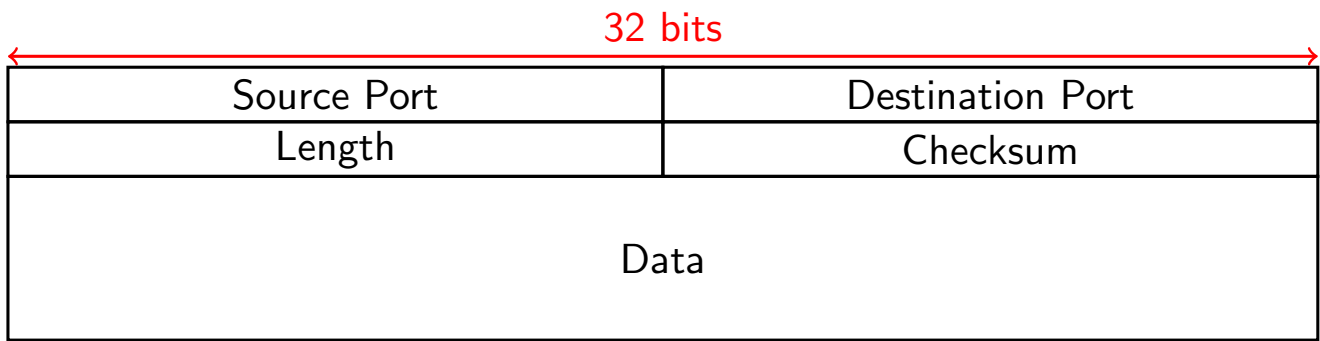 32 bits
Source Port Destination Port
Length Checksum
Data